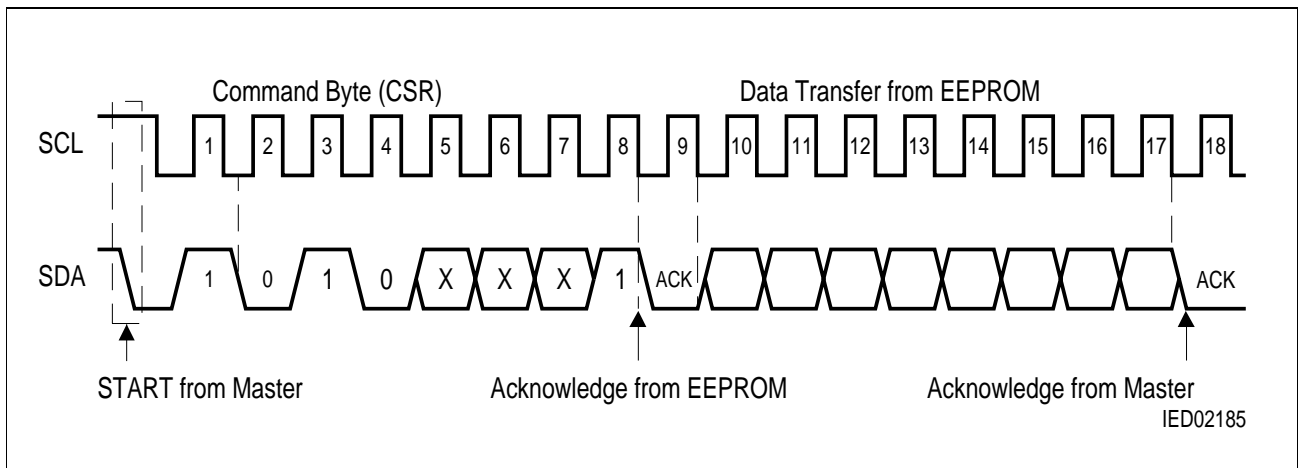 Command Byte (CSR) Data Transfer from EEPROM
SCL 1 2 3 4 5 6 7 8 9 10 11 12 13 14 15 16 17 18
SDA 1 0 1 0 X X X 1 ACK ACK
START from Master Acknowledge from EEPROM Acknowledge from Master
IED02185